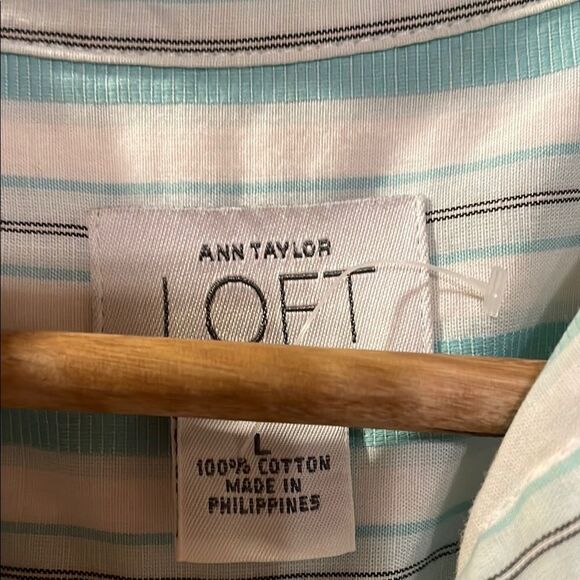 ANN TAYLOR
LOFT
L
100% COTTON
MADE IN
PHILIPPINES